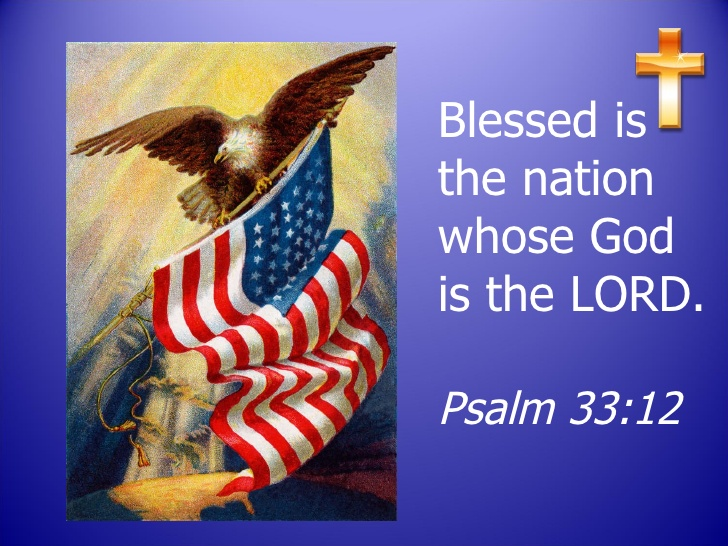 Blessed is
the nation
whose God
is the LORD.
Psalm 33:12